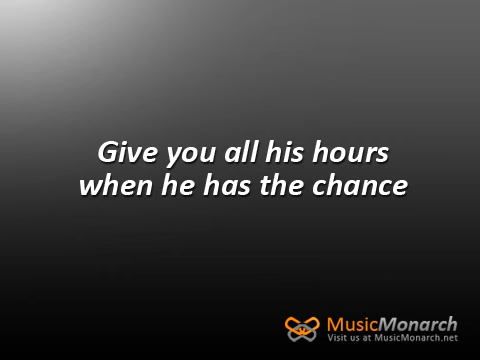 Give you all his hours
when he has the chance
MusicMonarch
Visit us at MusicMonarch.net